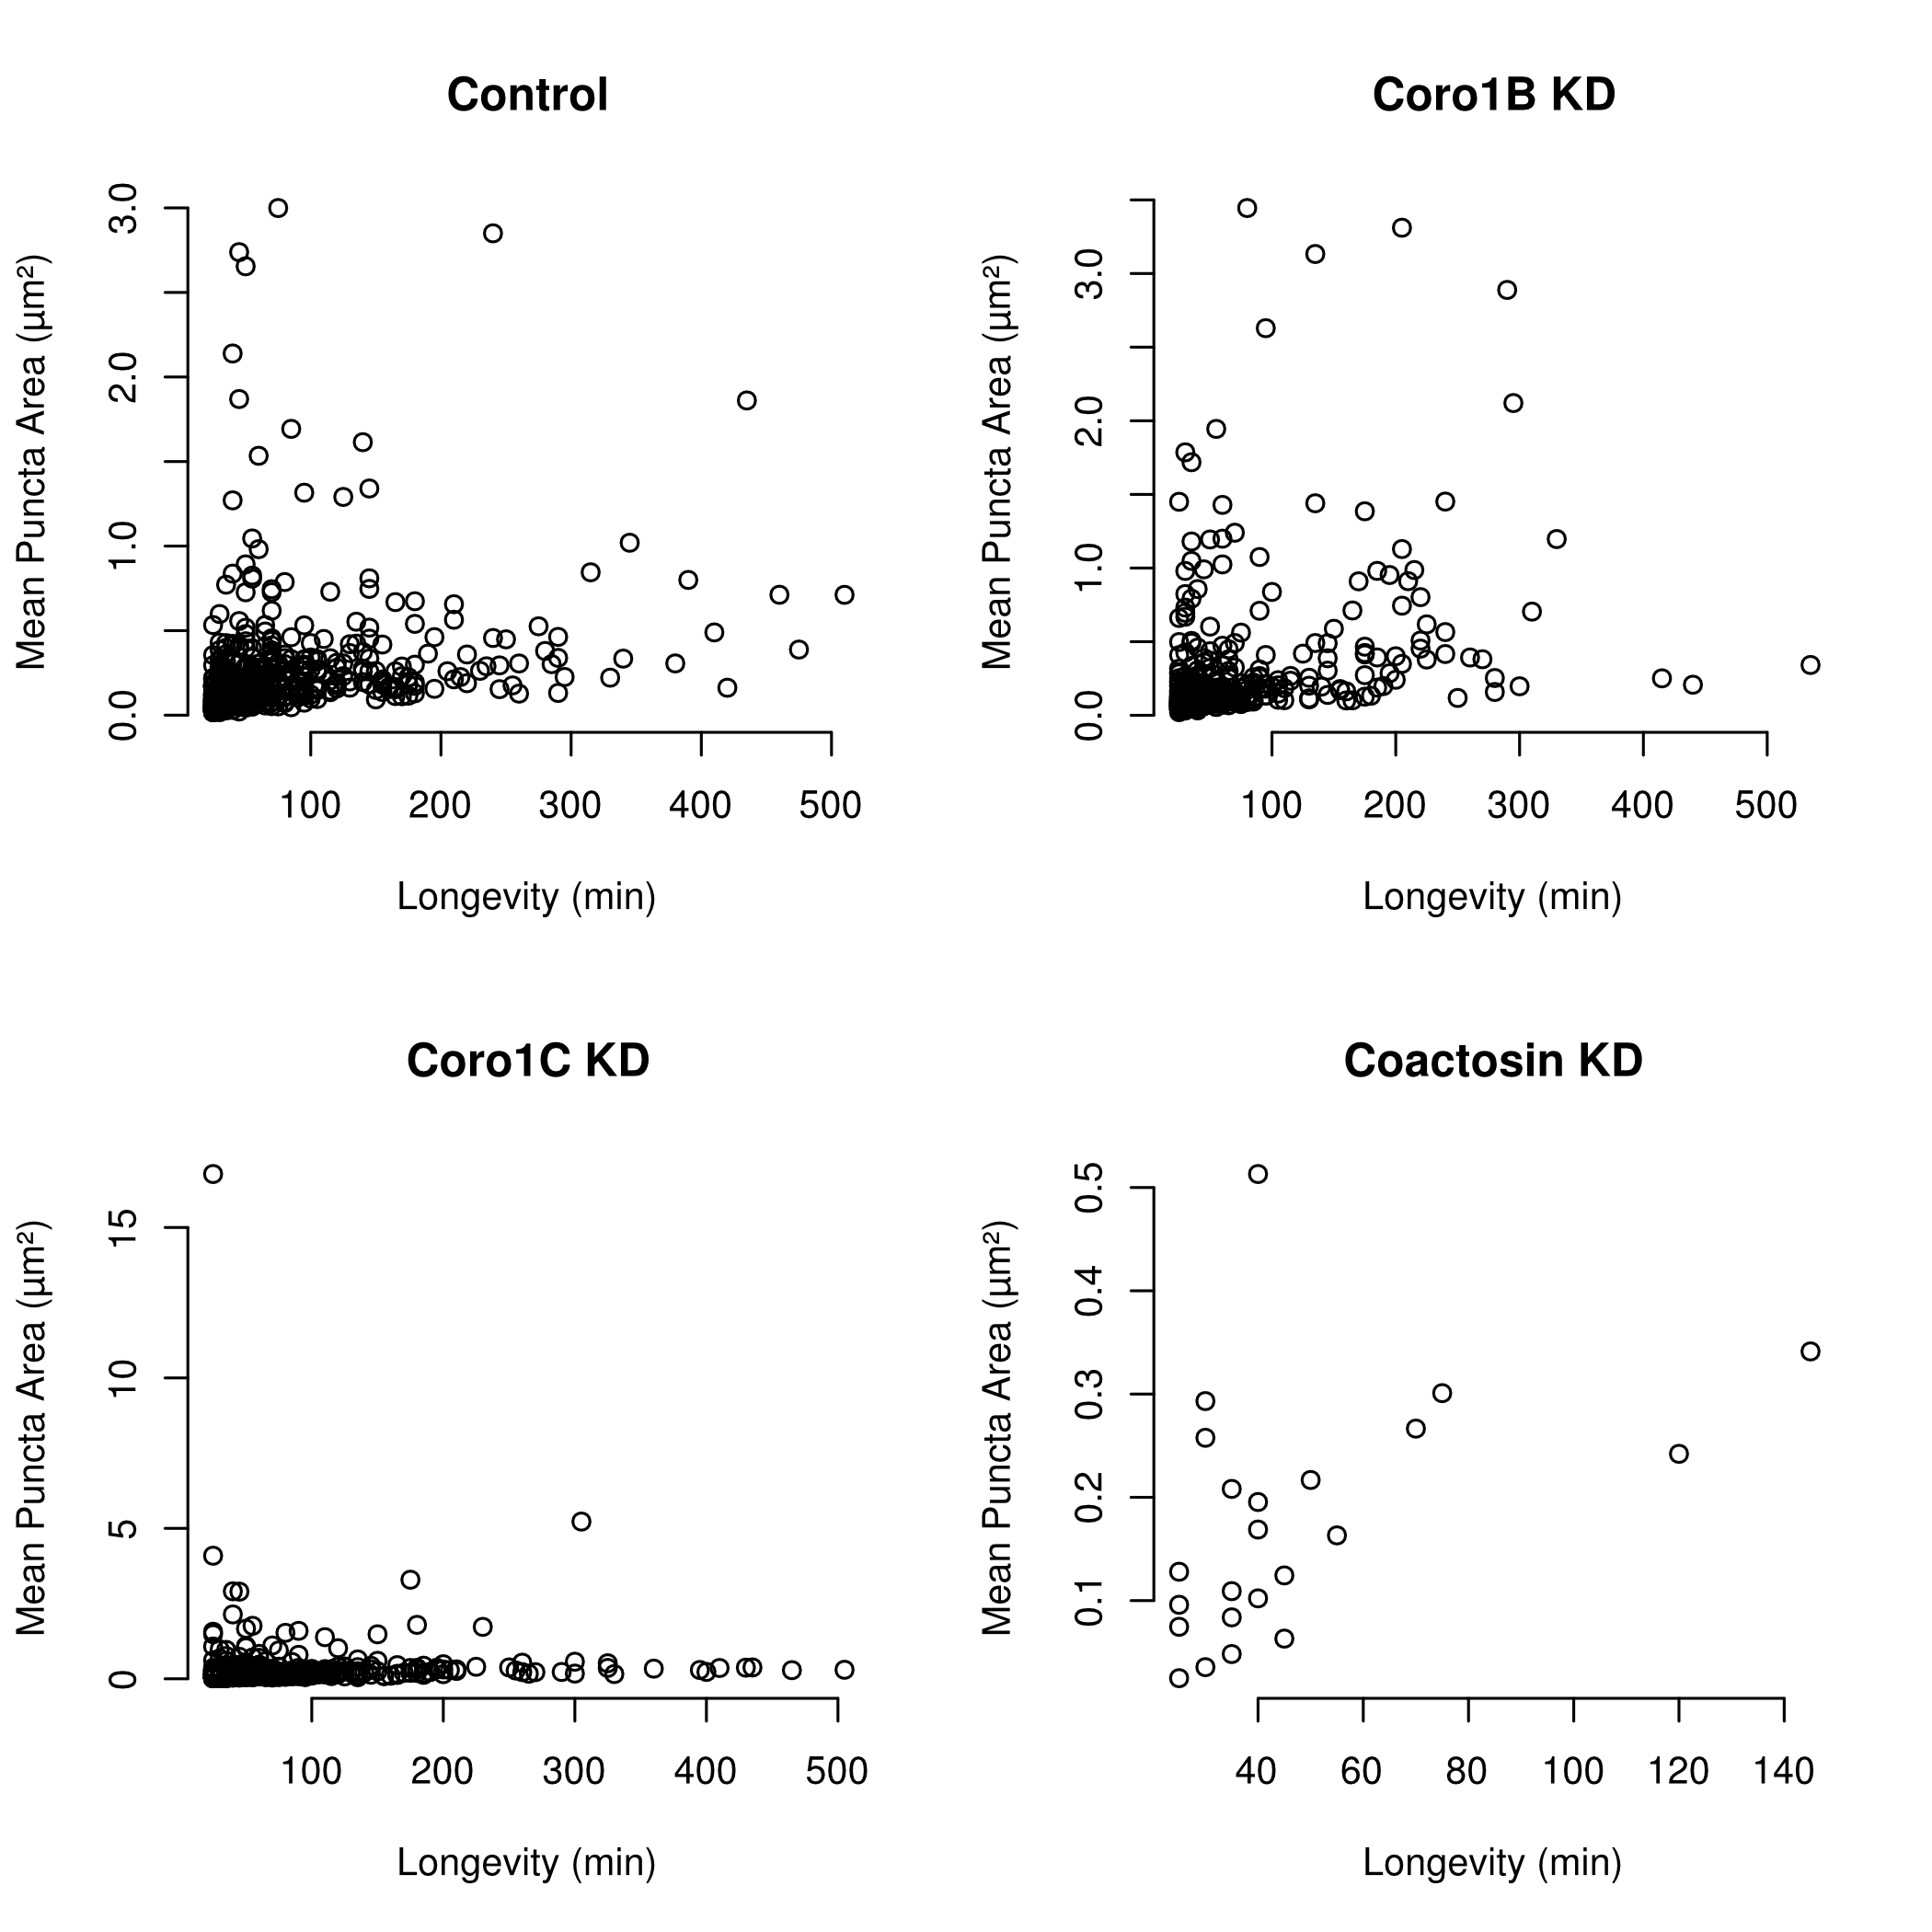 Control
Mean Puncta Area (µm²)
3.0
2.0
1.0
0.0
100 200 300 400 500
Longevity (min)
Coro1B KD
Mean Puncta Area (µm²)
3.0
2.0
1.0
0.0
100 200 300 400 500
Longevity (min)
Coro1C KD
Mean Puncta Area (µm²)
15
10
5
0
100 200 300 400 500
Longevity (min)
Coactosin KD
Mean Puncta Area (µm²)
0.5
0.4
0.3
0.2
0.1
40 60 80 100 120 140
Longevity (min)